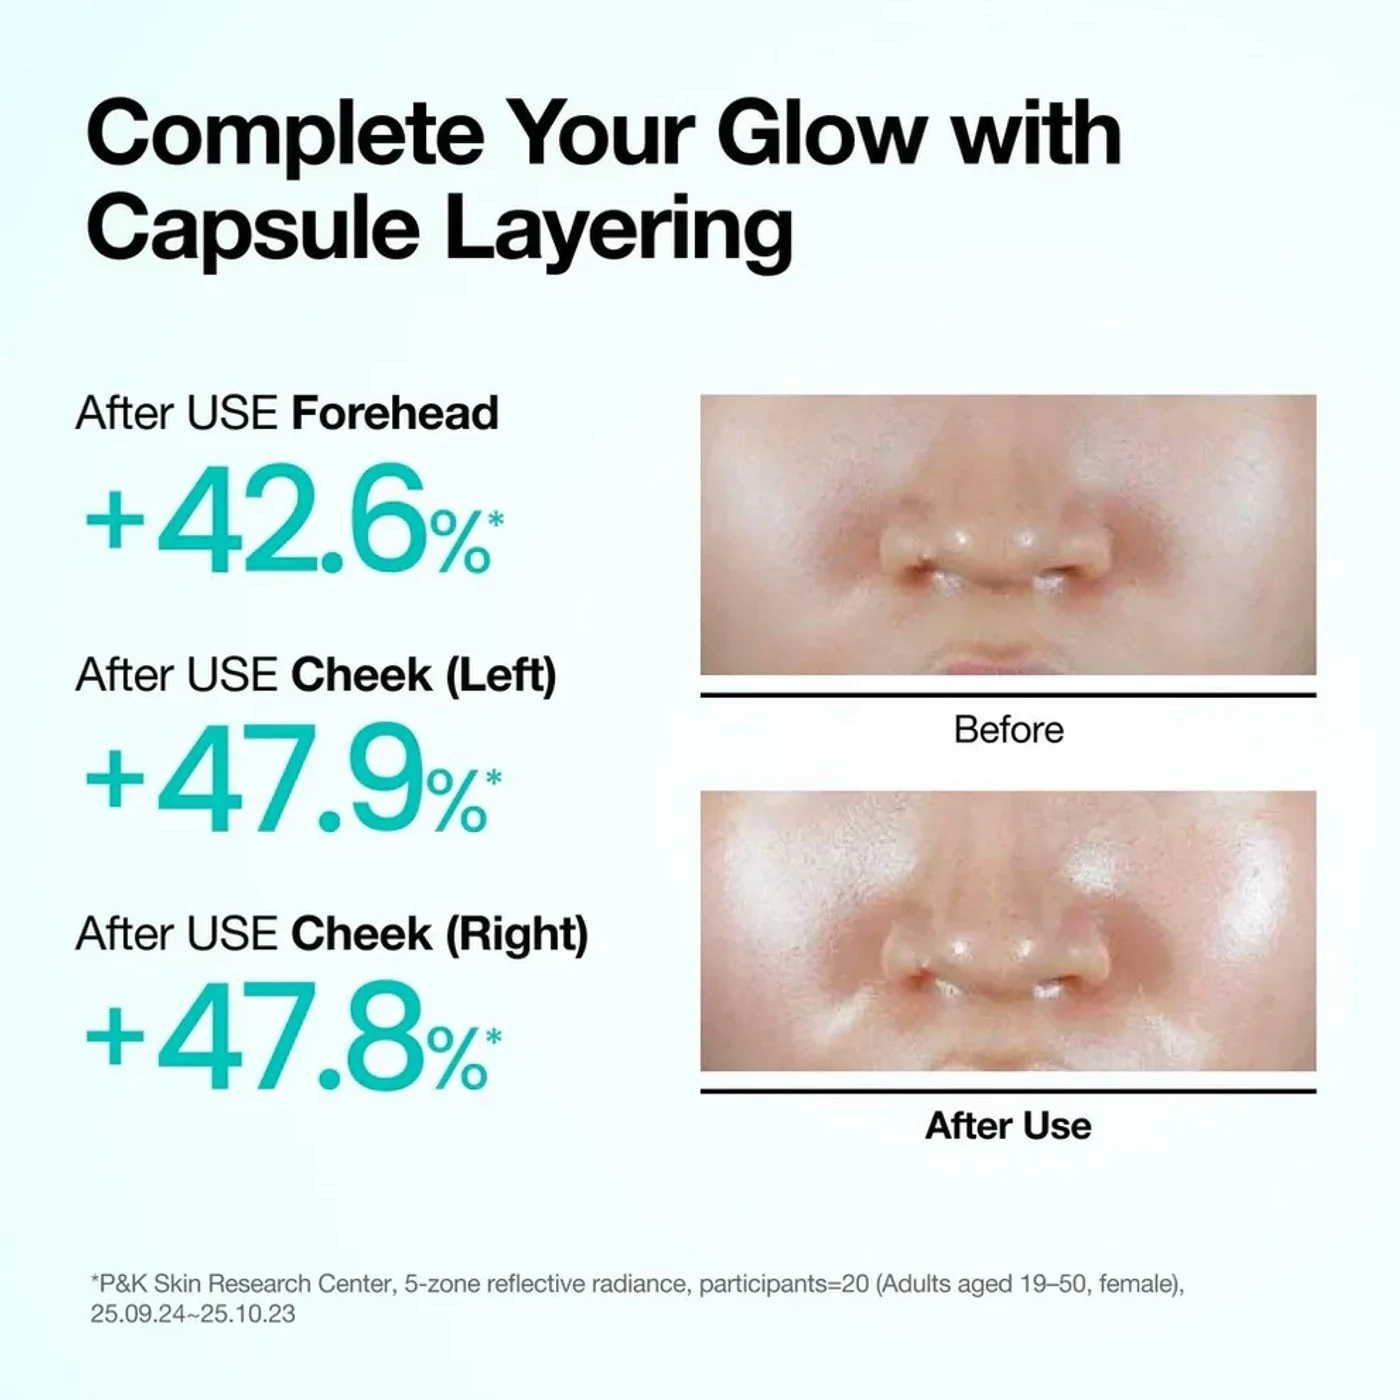 Complete Your Glow with
Capsule Layering
After USE Forehead
+42.6%*
After USE Cheek (Left)
+47.9%*
After USE Cheek (Right)
+47.8%*
Before
After Use
*P&K Skin Research Center, 5-zone reflective radiance, participants=20 (Adults aged 19–50, female),
25.09.24~25.10.23